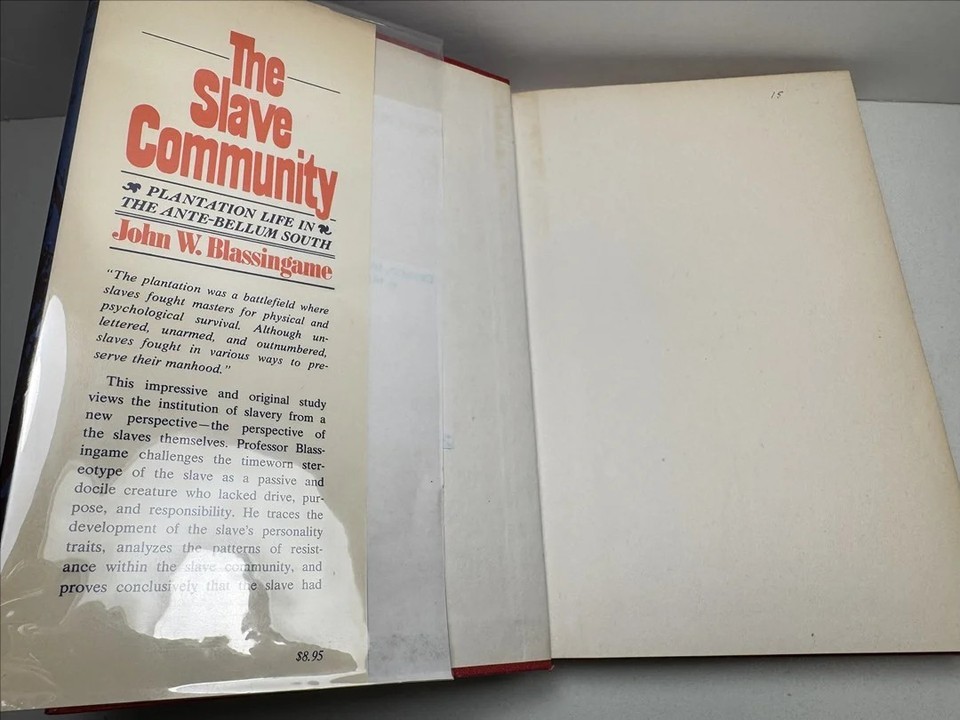 The
Slave
Community
PLANTATION LIFE IN
THE ANTE-BELLUM SOUTH
John W. Blassingame
"The plantation was a battlefield where
slaves fought masters for physical and
psychological survival. Although un-
lettered, unarmed, and outnumbered,
slaves fought in various ways to pre-
serve their manhood."
This impressive and original study
views the institution of slavery from a
new perspective—the perspective of
the slaves themselves. Professor Blass-
ingame challenges the timeworn ster-
eotype of the slave as a passive and
docile creature who lacked drive, pur-
pose, and responsibility. He traces the
development of the slave's personality
traits, analyzes the patterns of resist-
ance within the slave community, and
proves conclusively that the slave had
$8.95
15